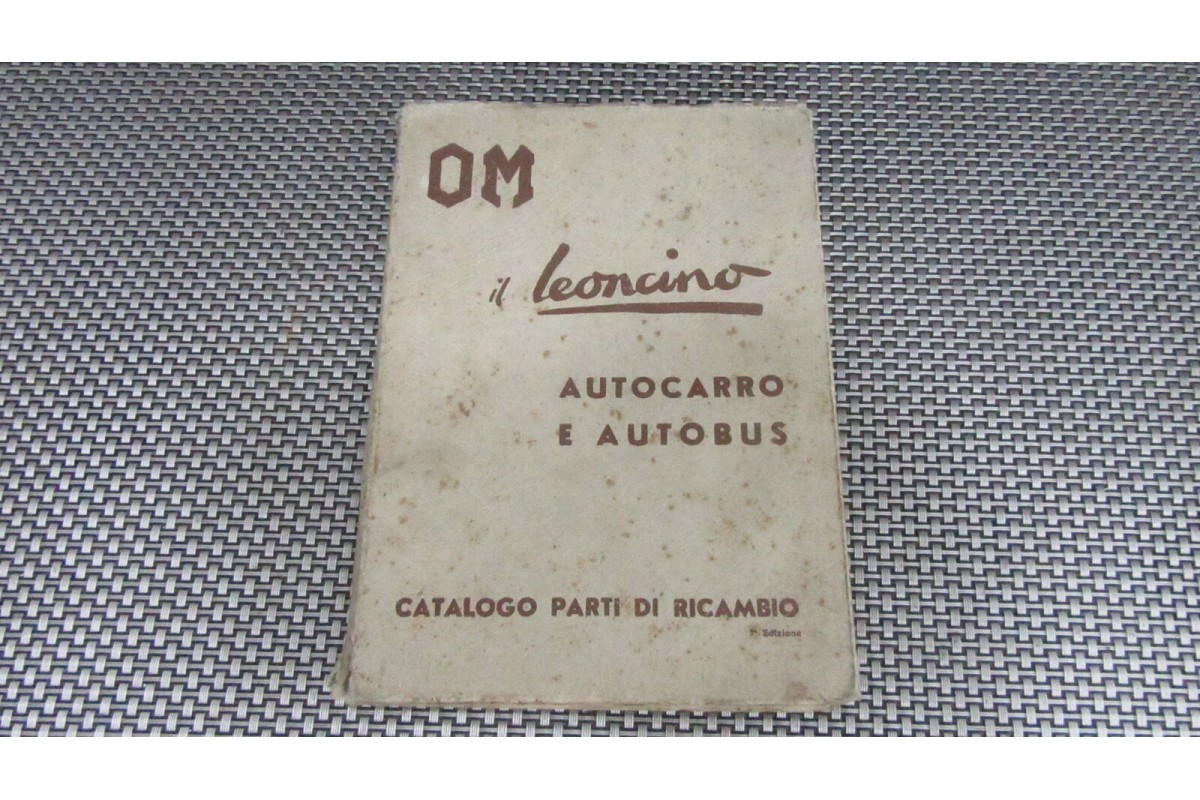 OM
il leoncino
AUTOCARRO
E AUTOBUS
CATALOGO PARTI DI RICAMBIO
Edizione